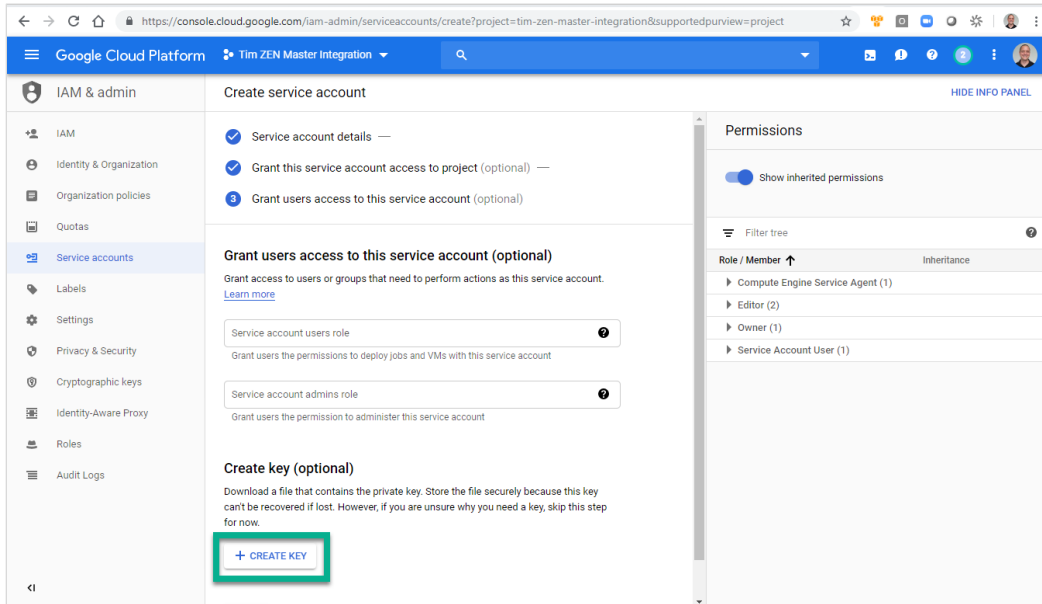 https://console.cloud.google.com/iam-admin/serviceaccounts/create?project=tim-zen-master-integration&supportedpurview=project
Google Cloud Platform
Tim ZEN Master Integration
2
IAM & admin
Create service account
HIDE INFO PANEL
IAM
Identity & Organization
Organization policies
Quotas
Service accounts
Labels
Settings
Privacy & Security
Cryptographic keys
Identity-Aware Proxy
Roles
Audit Logs
Service account details —
Grant this service account access to project (optional) —
3 Grant users access to this service account (optional)
Grant users access to this service account (optional)
Grant access to users or groups that need to perform actions as this service account.
Learn more
Service account users role
Grant users the permissions to deploy jobs and VMs with this service account
Service account admins role
Grant users the permission to administer this service account
Create key (optional)
Download a file that contains the private key. Store the file securely because this key
can't be recovered if lost. However, if you are unsure why you need a key, skip this step
for now.
+ CREATE KEY
Permissions
Show inherited permissions
Filter tree
Role / Member Inheritance
Compute Engine Service Agent (1)
Editor (2)
Owner (1)
Service Account User (1)